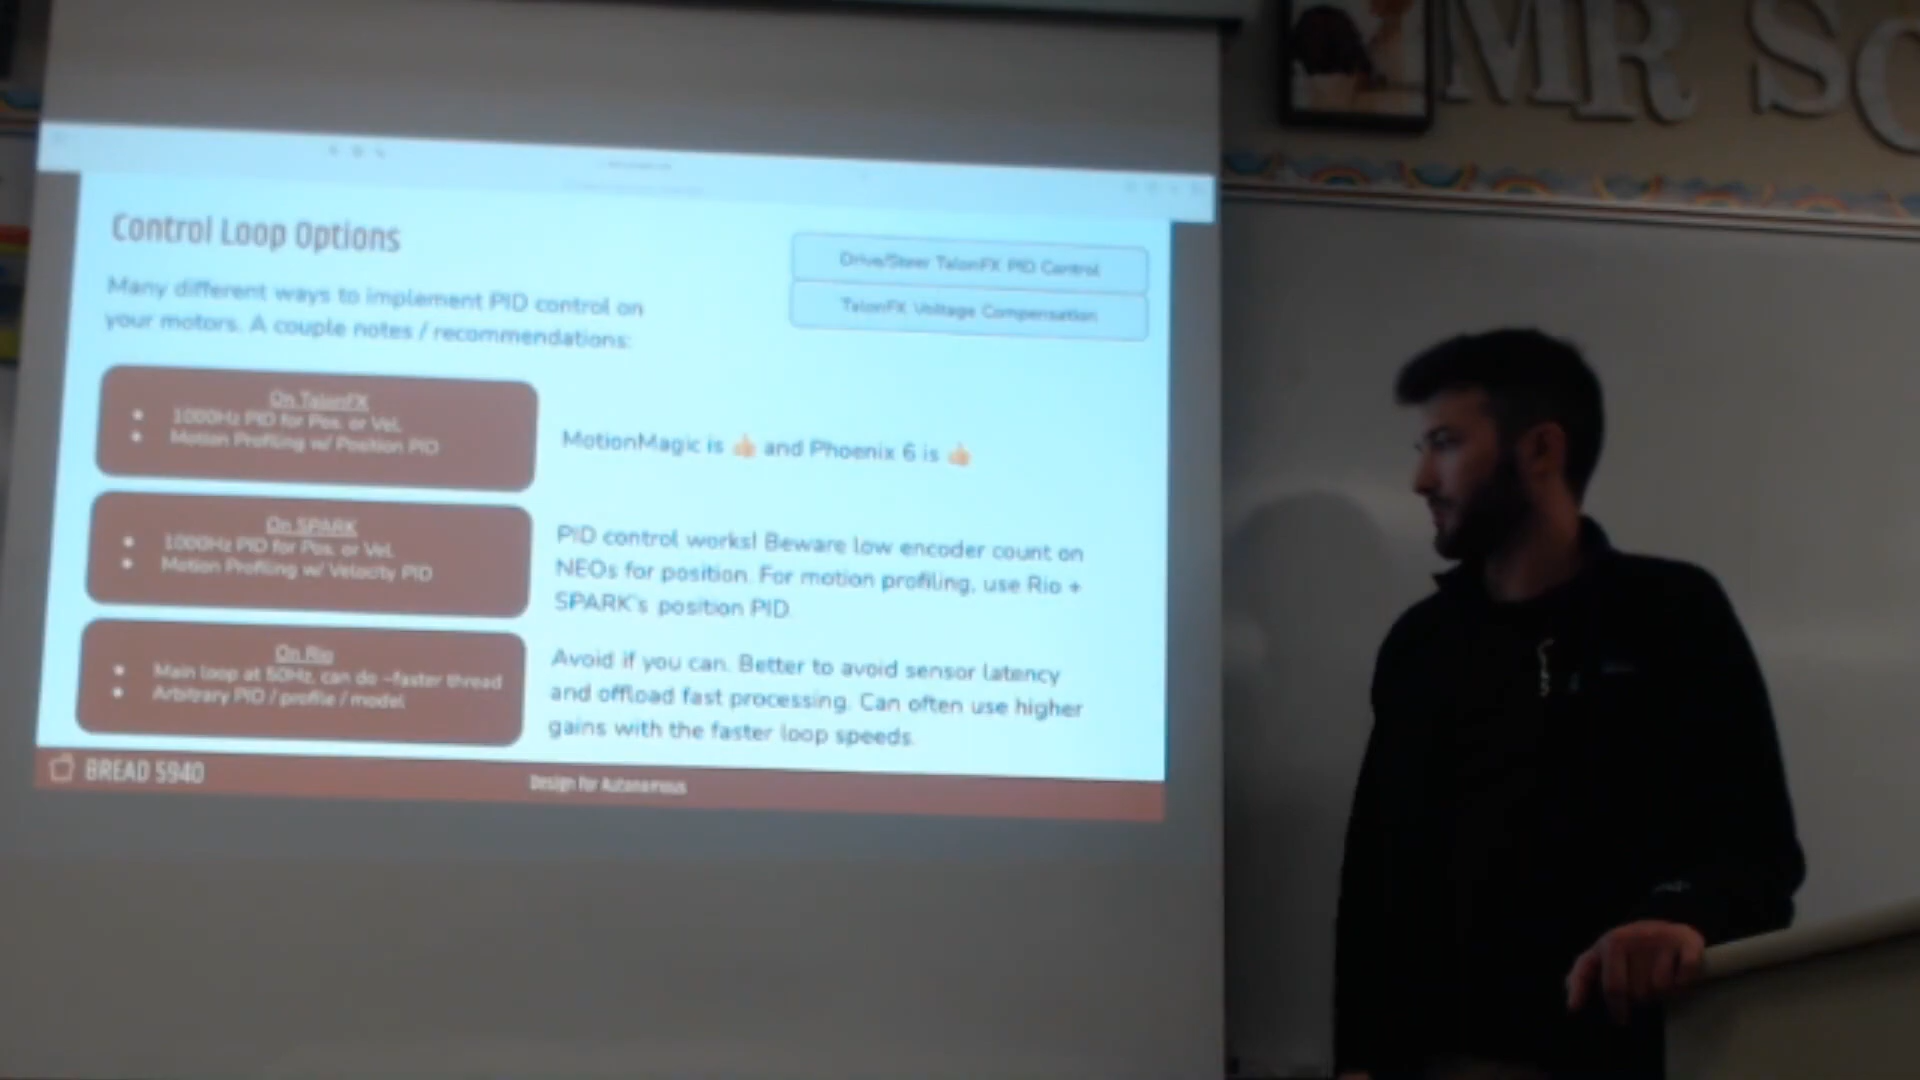 MR SC
Control Loop Options
Many different ways to implement PID control on
your motors. A couple notes / recommendations:
Drive/Steer TalonFX PID Control
TalonFX Voltage Compensation
On TalonFX
• 1000Hz PID for Pos. or Vel.
• Motion Profiling w/ Position PID
MotionMagic is 👍 and Phoenix 6 is 👍
On SPARK
• 1000Hz PID for Pos. or Vel.
• Motion Profiling w/ Velocity PID
PID control works! Beware low encoder count on
NEOs for position. For motion profiling, use Rio +
SPARK's position PID
On Rio
• Main loop at 50Hz, can do ~faster thread
• Arbitrary PID / profile / model
Avoid if you can. Better to avoid sensor latency
and offload fast processing. Can often use higher
gains with the faster loop speeds.
BREAD 5940
Design for Autonomous